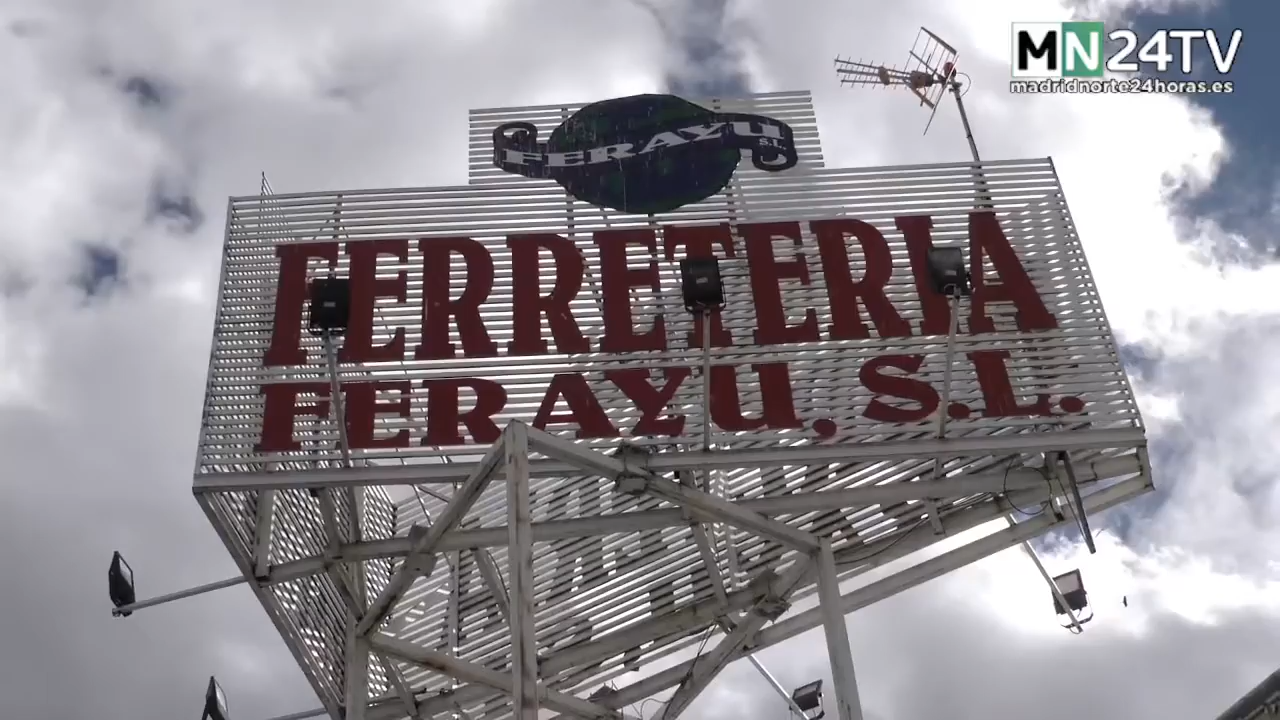 MN24TV
madridnorte24horas.es
FERAYU
S.L.
FERRETERIA
FERAYU. S.L.